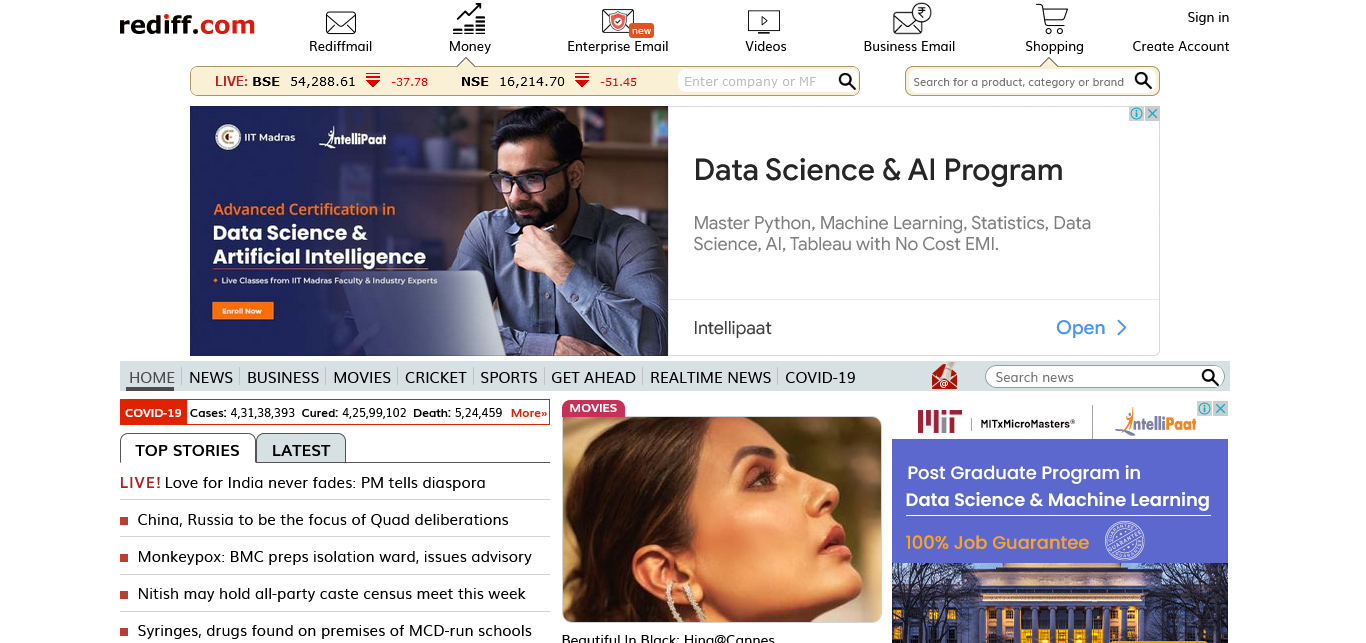 rediff.com
Rediffmail
Money
new
Enterprise Email
Videos
₹
Business Email
Shopping
Sign in
Create Account
LIVE: BSE 54,288.61 -37.78 NSE 16,214.70 -51.45
Enter company or MF
Search for a product, category or brand
IIT Madras
IntelliPaat
Advanced Certification in
Data Science &
Artificial Intelligence
Live Classes from IIT Madras Faculty & Industry Experts
Enroll Now
Data Science & AI Program
Master Python, Machine Learning, Statistics, Data
Science, AI, Tableau with No Cost EMI.
Intellipaat
Open
HOME NEWS BUSINESS MOVIES CRICKET SPORTS GET AHEAD REALTIME NEWS COVID-19
@
Search news
COVID-19 Cases: 4,31,38,393 Cured: 4,25,99,102 Death: 5,24,459 More»
TOP STORIES
LATEST
LIVE! Love for India never fades: PM tells diaspora
China, Russia to be the focus of Quad deliberations
Monkeypox: BMC preps isolation ward, issues advisory
Nitish may hold all-party caste census meet this week
Syringes, drugs found on premises of MCD-run schools
MOVIES
Beautiful In Black: Hina@Cannes
MIT
MITxMicroMasters®
IntelliPaat
Post Graduate Program in
Data Science & Machine Learning
100% Job Guarantee